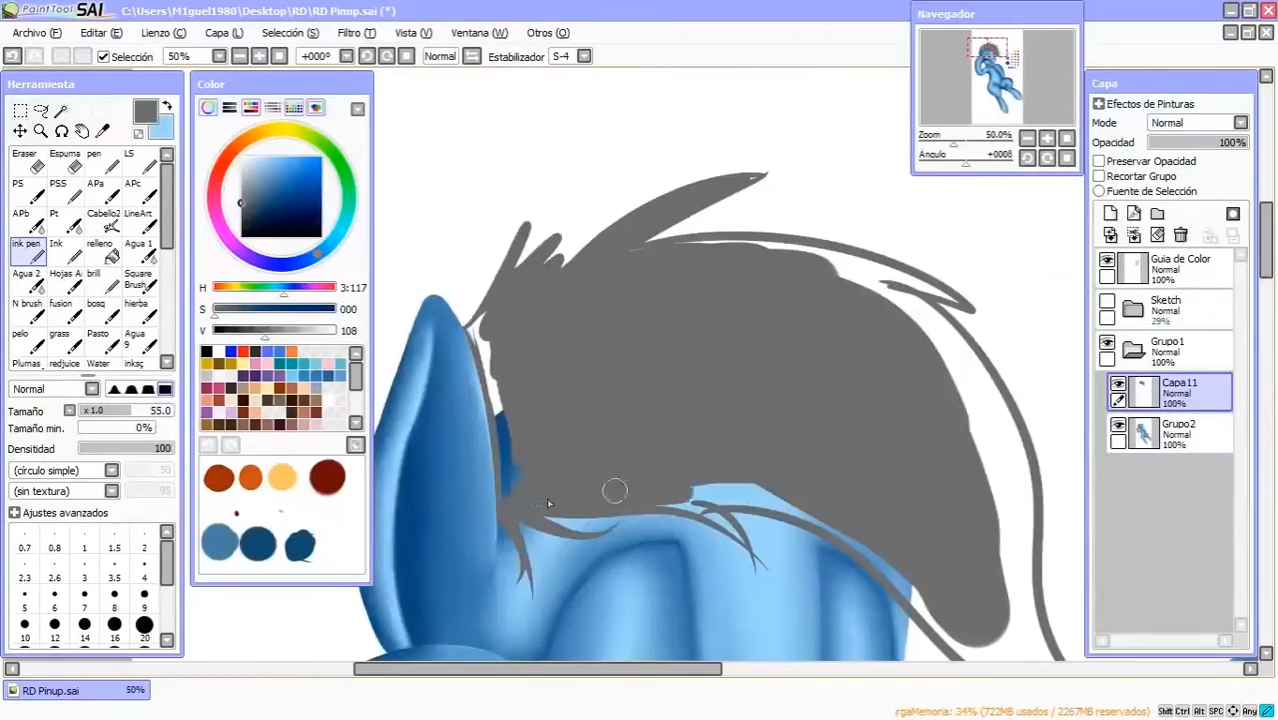 PaintTool SAI C:\Users\M1guel1980\Desktop\RD\RD Pinup.sai (*)
Archivo (F) Editar (E) Lienzo (C) Capa (L) Selección (S) Filtro (T) Vista (V) Ventana (W) Otros (O)
Selección 50% +000º Normal Estabilizador S-4
Navegador
Zoom 50.0%
Angulo +0008
Herramienta
Eraser Espuma pen LS
PS PSS APa APc
APb Pt Cabello2 LineArt
ink pen Ink relleno Agua 1
Agua 2 Hojas Ar brill Square Brush
N brush fusion bosq hierba
pelo grass Pasto Agua 9
Plumas redjuice Water inksç
Normal
Tamaño x 1.0 55.0
Tamaño min. 0%
Densitidad 100
(círculo simple) 50
(sin textura) 95
Ajustes avanzados
0.7 0.8 1 1.5 2
2.3 2.6 3 3.5 4
5 6 7 8 9
10 12 14 16 20
Color
H 3:117
S 000
V 108
Capa
Efectos de Pinturas
Mode Normal
Opacidad 100%
Preservar Opacidad
Recortar Grupo
Fuente de Selección
Guia de Color
Normal
100%
Sketch
29%
Grupo1
Normal
100%
Capa11
Normal
100%
Grupo2
Normal
100%
RD Pinup.sai 50%
rgaMemoria: 34% (722MB usados / 2267MB reservados) Shift Ctrl Alt SPC Any